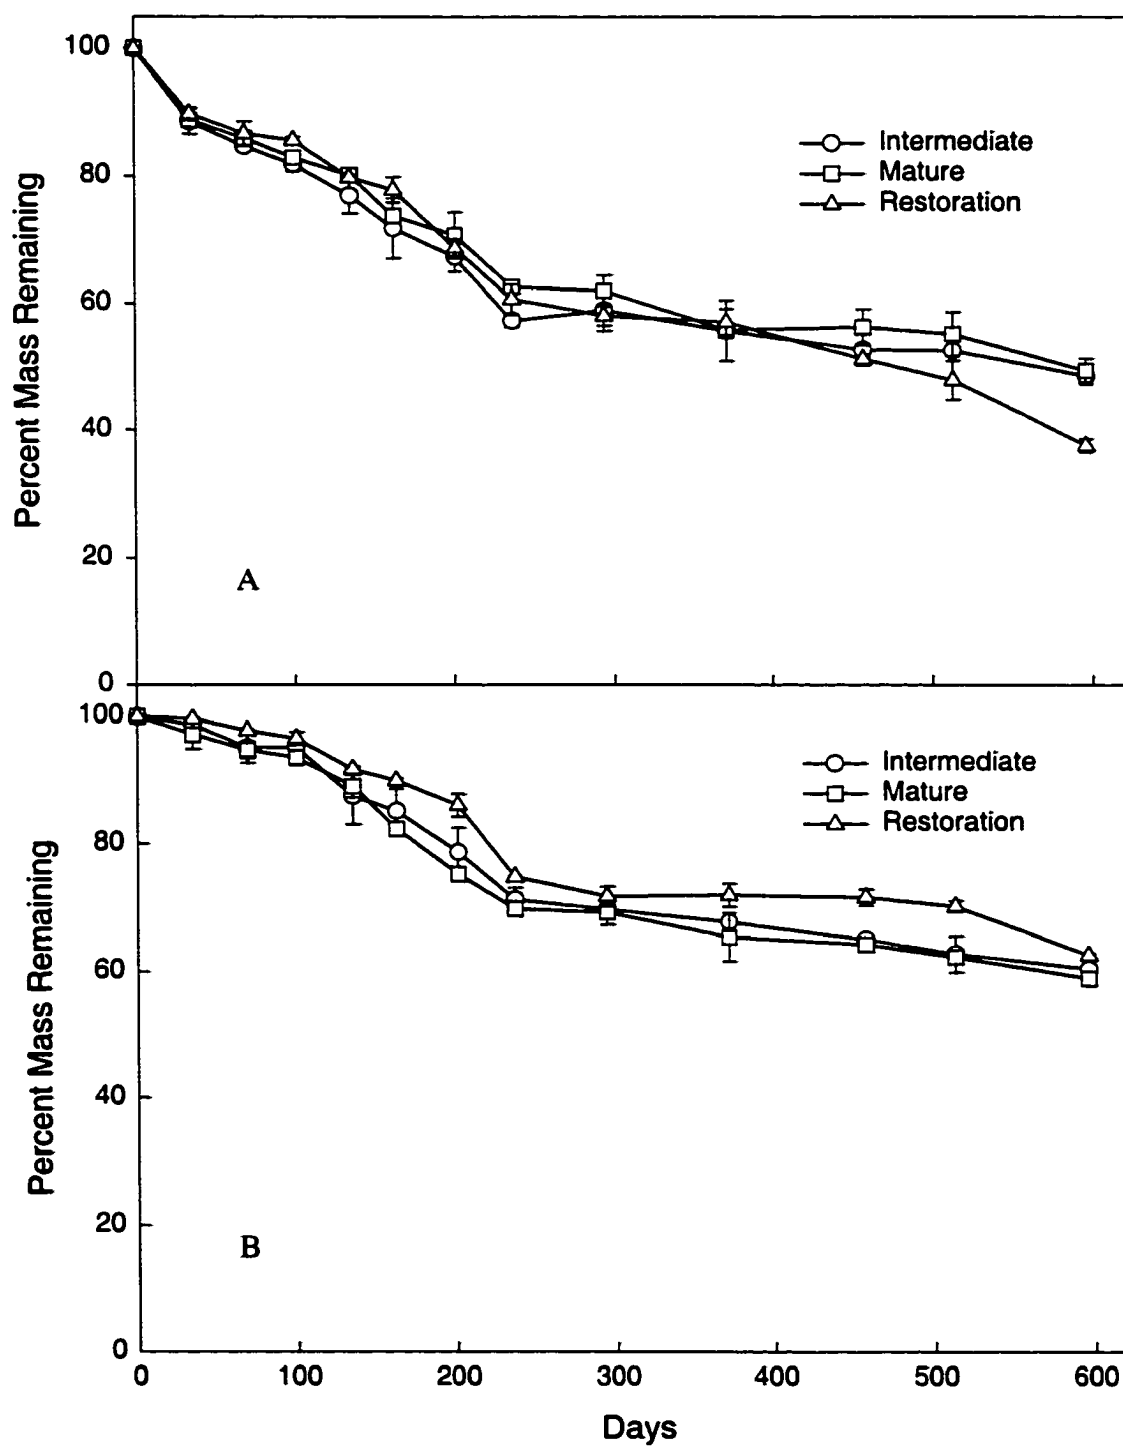 100
80
60
40
20
0
Percent Mass Remaining
Intermediate
Mature
Restoration
A
100
80
60
40
20
0
Percent Mass Remaining
Intermediate
Mature
Restoration
B
0 100 200 300 400 500 600
Days